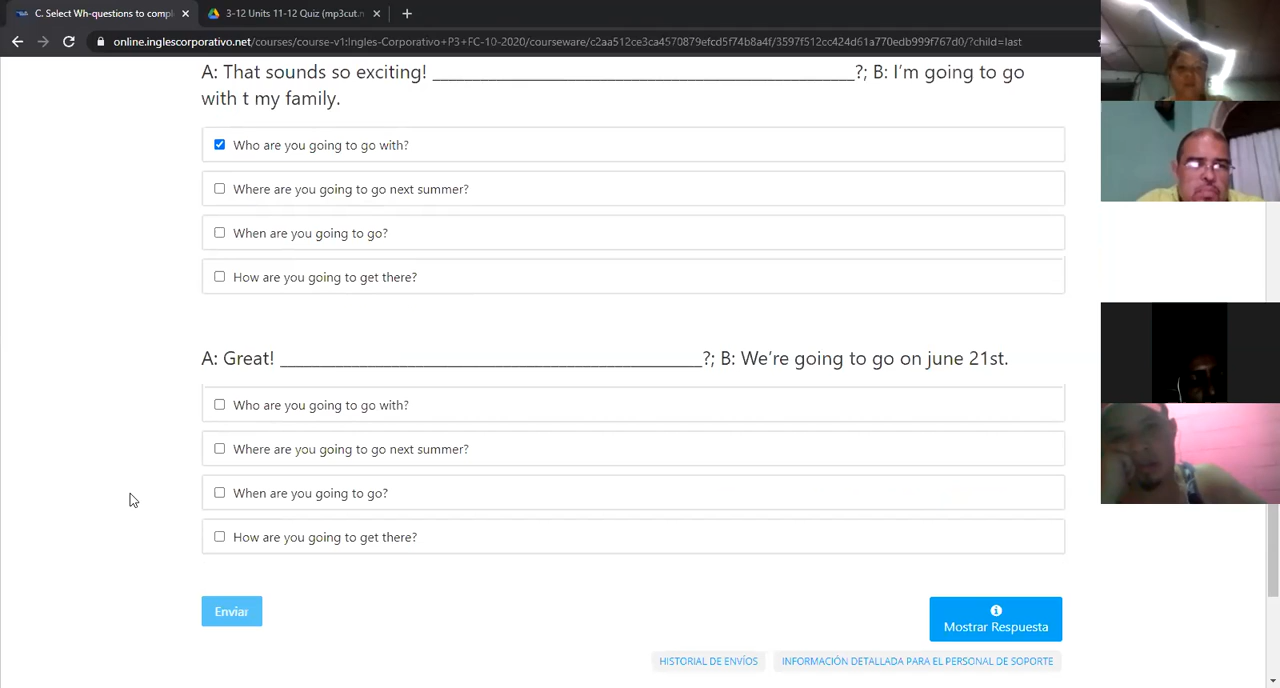 C. Select Wh-questions to compl
3-12 Units 11-12 Quiz (mp3cut.n
online.inglescorporativo.net/courses/course-v1:Ingles-Corporativo+P3+FC-10-2020/courseware/c2aa512ce3ca4570879efcd5f74b8a4f/3597f512cc424d61a770edb999f767d0/?child=last
A: That sounds so exciting! ________________________________________?; B: I’m going to go
with t my family.
Who are you going to go with?
Where are you going to go next summer?
When are you going to go?
How are you going to get there?
A: Great! ________________________________________?; B: We’re going to go on june 21st.
Who are you going to go with?
Where are you going to go next summer?
When are you going to go?
How are you going to get there?
Enviar
Mostrar Respuesta
HISTORIAL DE ENVÍOS INFORMACIÓN DETALLADA PARA EL PERSONAL DE SOPORTE